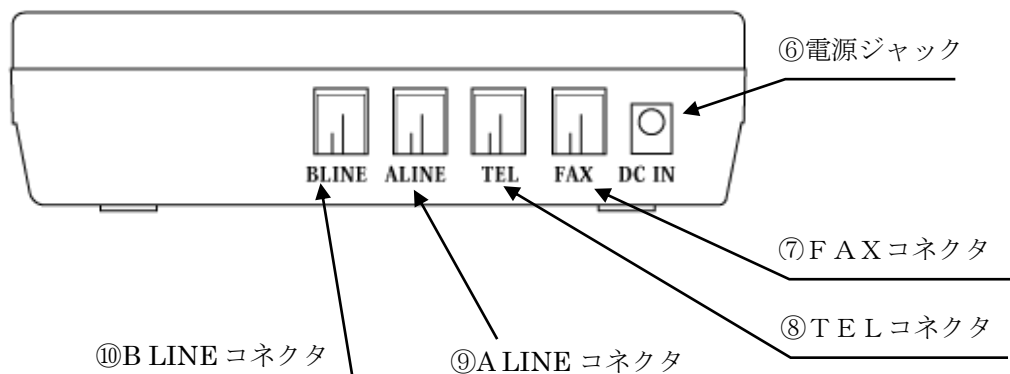 ⑥電源ジャック
BLINE ALINE TEL FAX DC IN
⑦ＦＡＸコネクタ
⑧ＴＥＬコネクタ
⑩B LINE コネクタ
⑨A LINE コネクタ